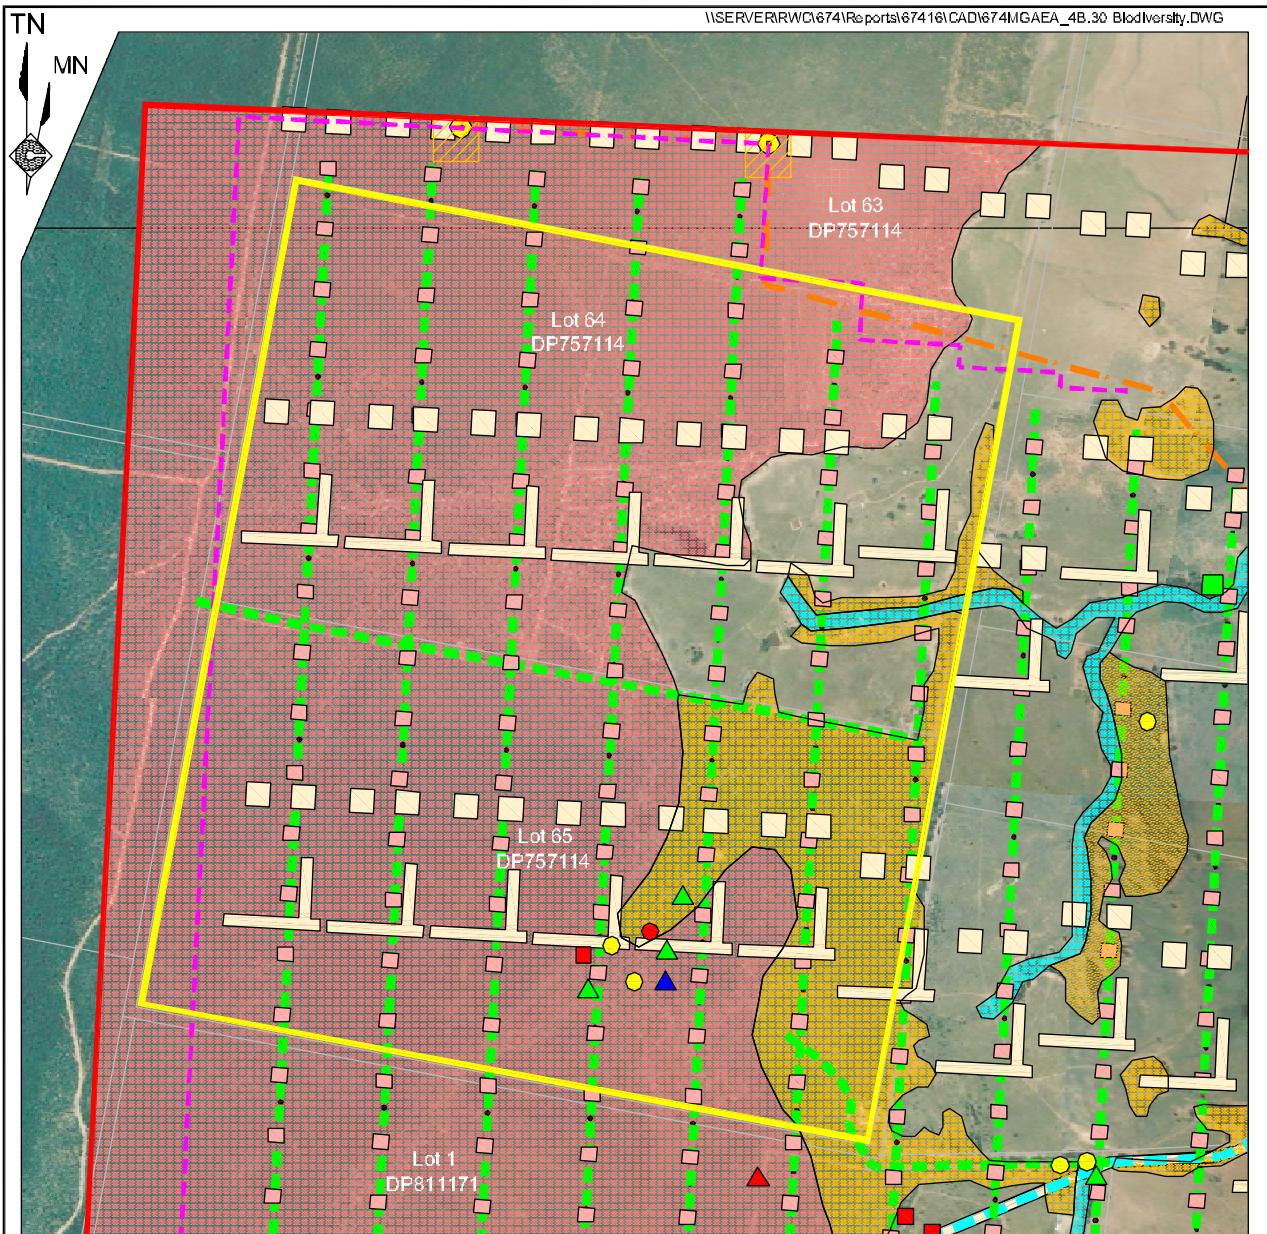 \\SERVER\RWC\674\Reports\67416\CAD\674MGAEA_4B.30 Biodiversity.DWG
TN
MN
Lot 63
DP757114
Lot 64
DP757114
Lot 65
DP757114
Lot 1
DP811171